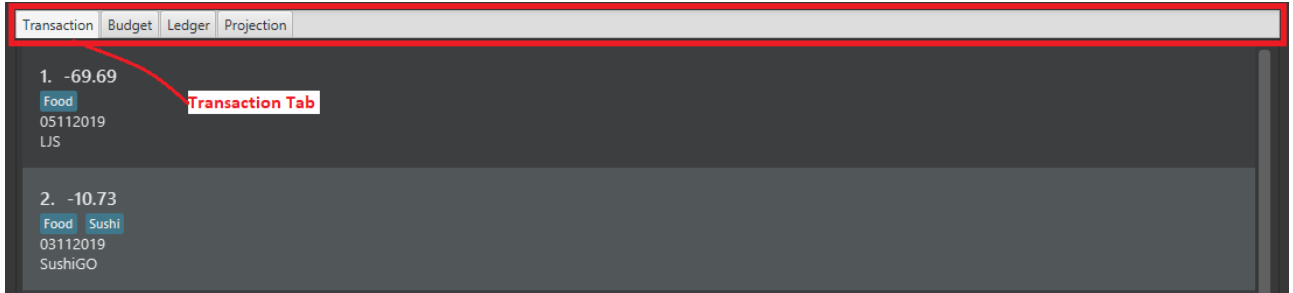 Transaction Budget Ledger Projection
1. -69.69
Food
Transaction Tab
05112019
LJS
2. -10.73
Food Sushi
03112019
SushiGO